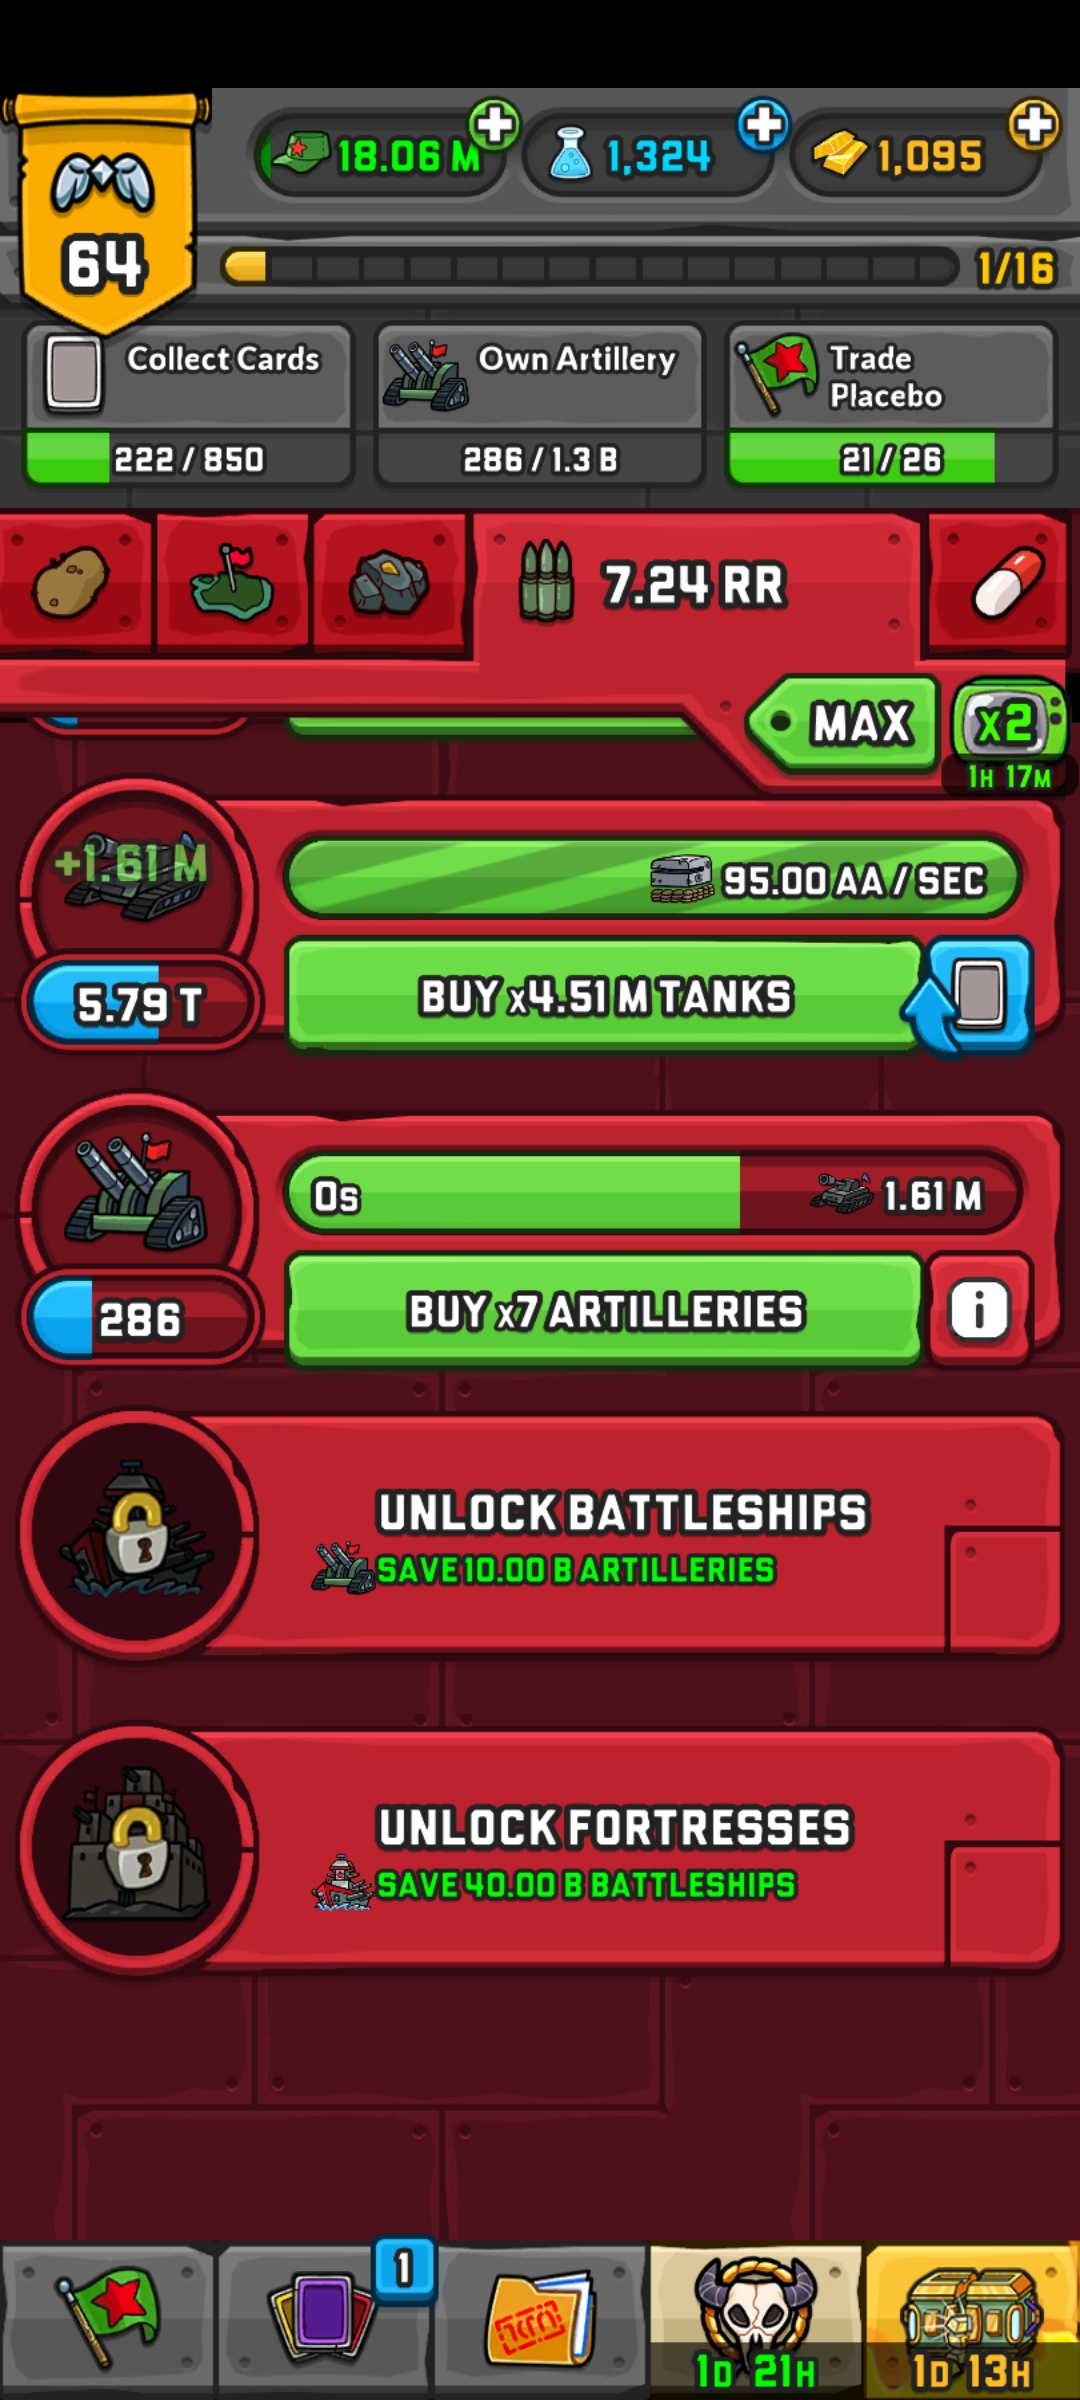 18.06 M
1,324
1,095
64
1/16
Collect Cards
222 / 850
Own Artillery
286 / 1.3 B
Trade
Placebo
21 / 26
7.24 RR
MAX
x2
1H 17M
+1.61 M
95.00 AA / SEC
5.79 T
BUY x4.51 M TANKS
0s
1.61 M
286
BUY x7 ARTILLERIES
i
UNLOCK BATTLESHIPS
SAVE 10.00 B ARTILLERIES
UNLOCK FORTRESSES
SAVE 40.00 B BATTLESHIPS
1
1D 21H
1D 13H